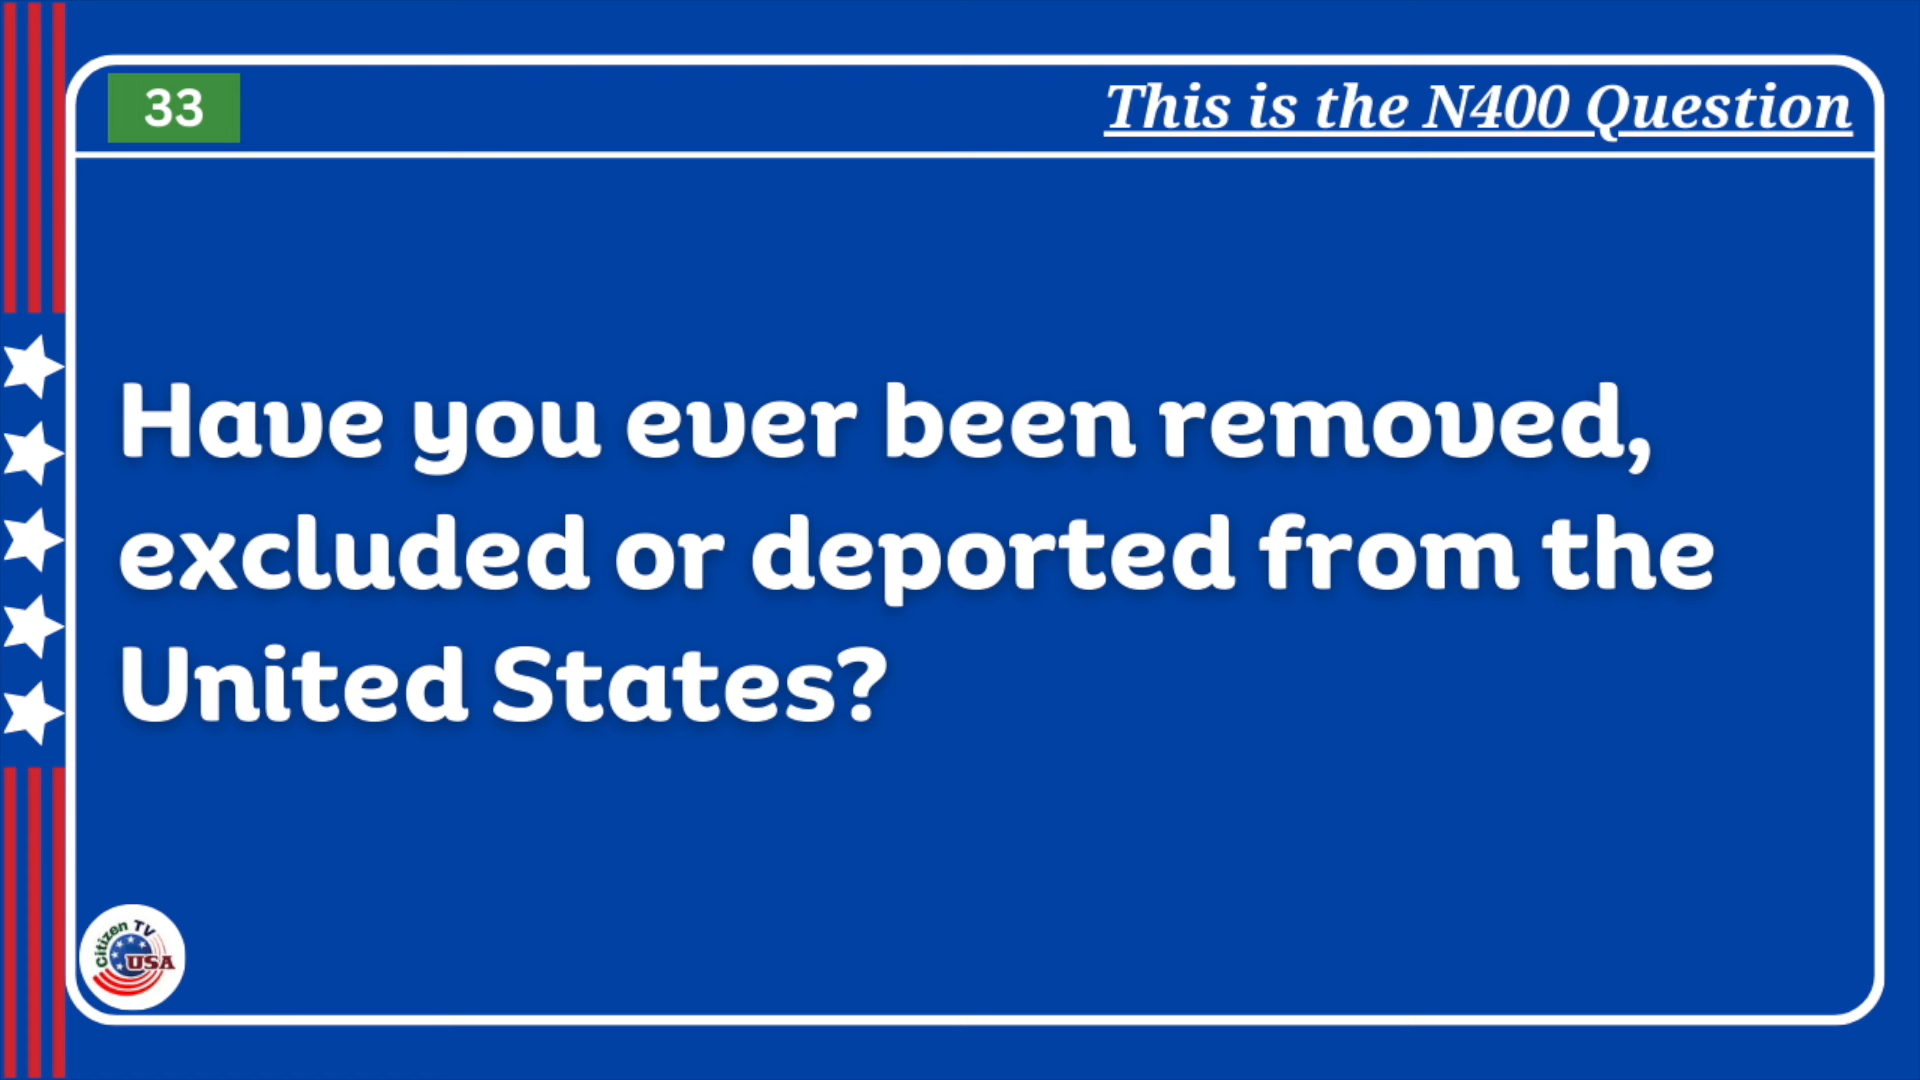 33
This is the N400 Question
Have you ever been removed,
excluded or deported from the
United States?
Citizen TV
USA